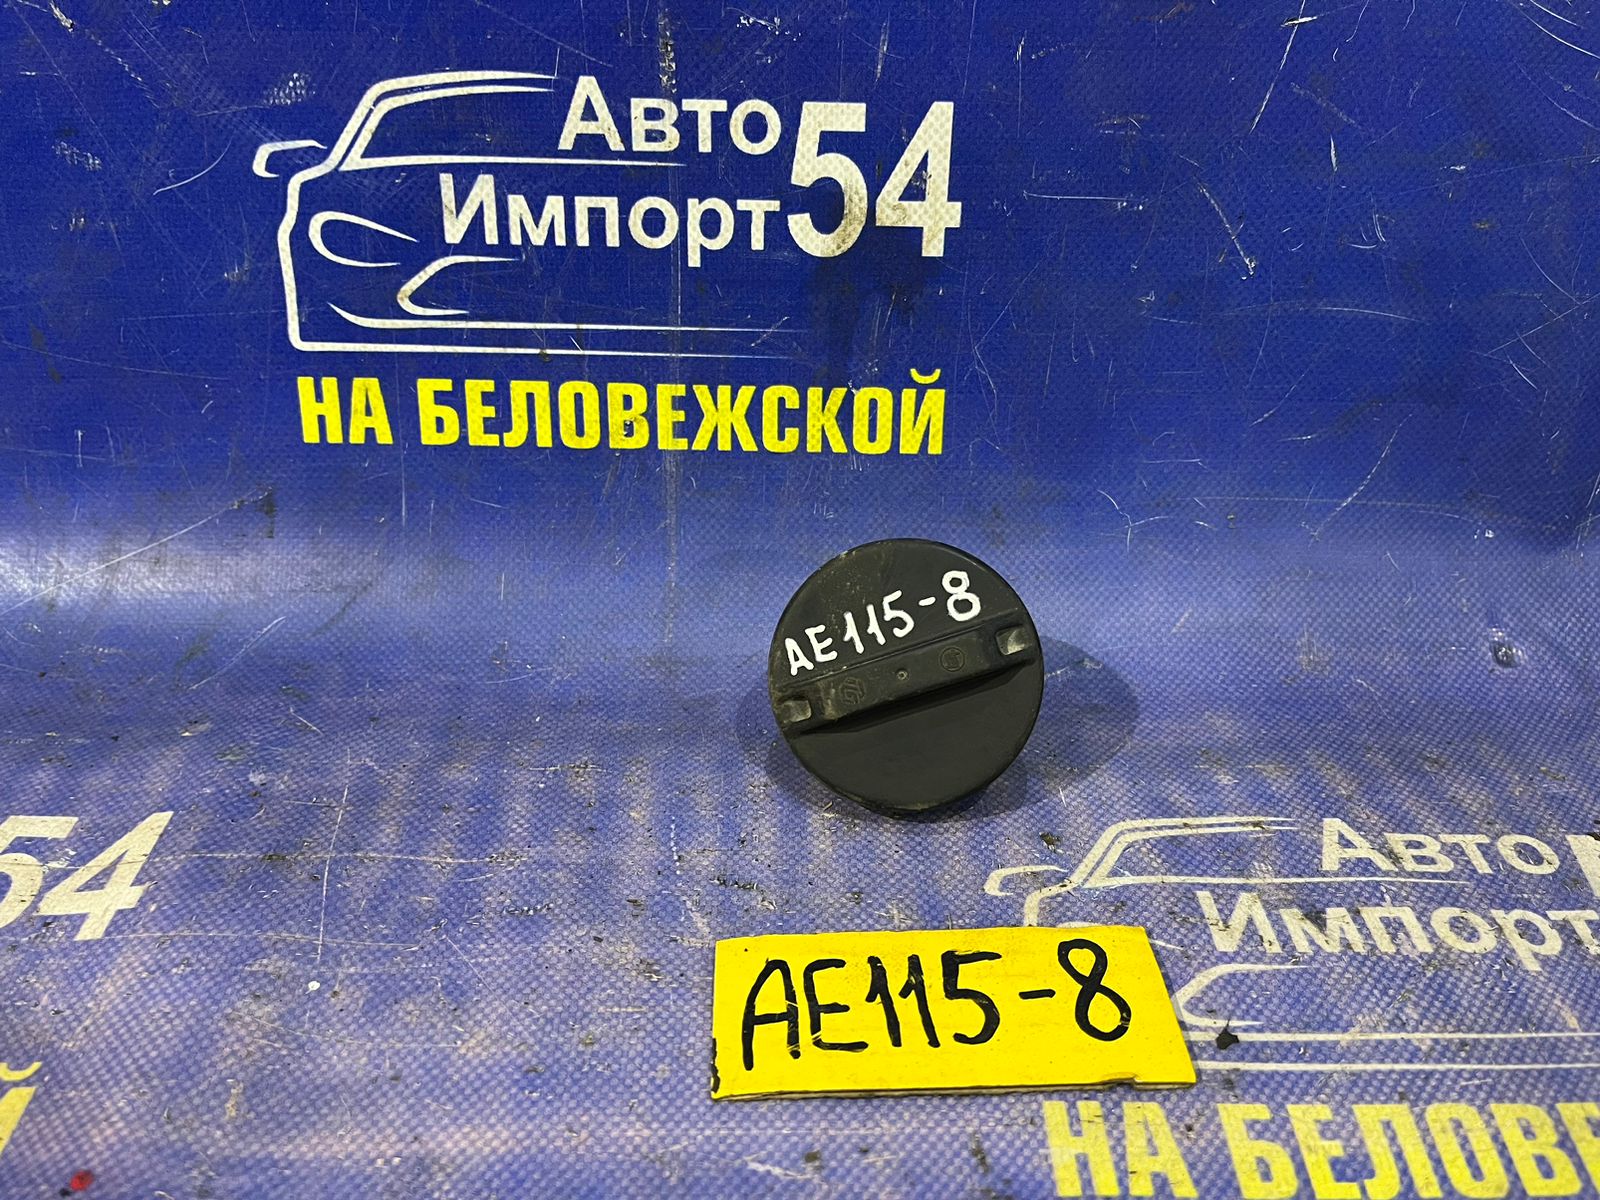 Авто
Импорт54
НА БЕЛОВЕЖСКОЙ
AE115-8
54
Авто
Импорт
AE115-8
Й
НА БЕЛОВЕ